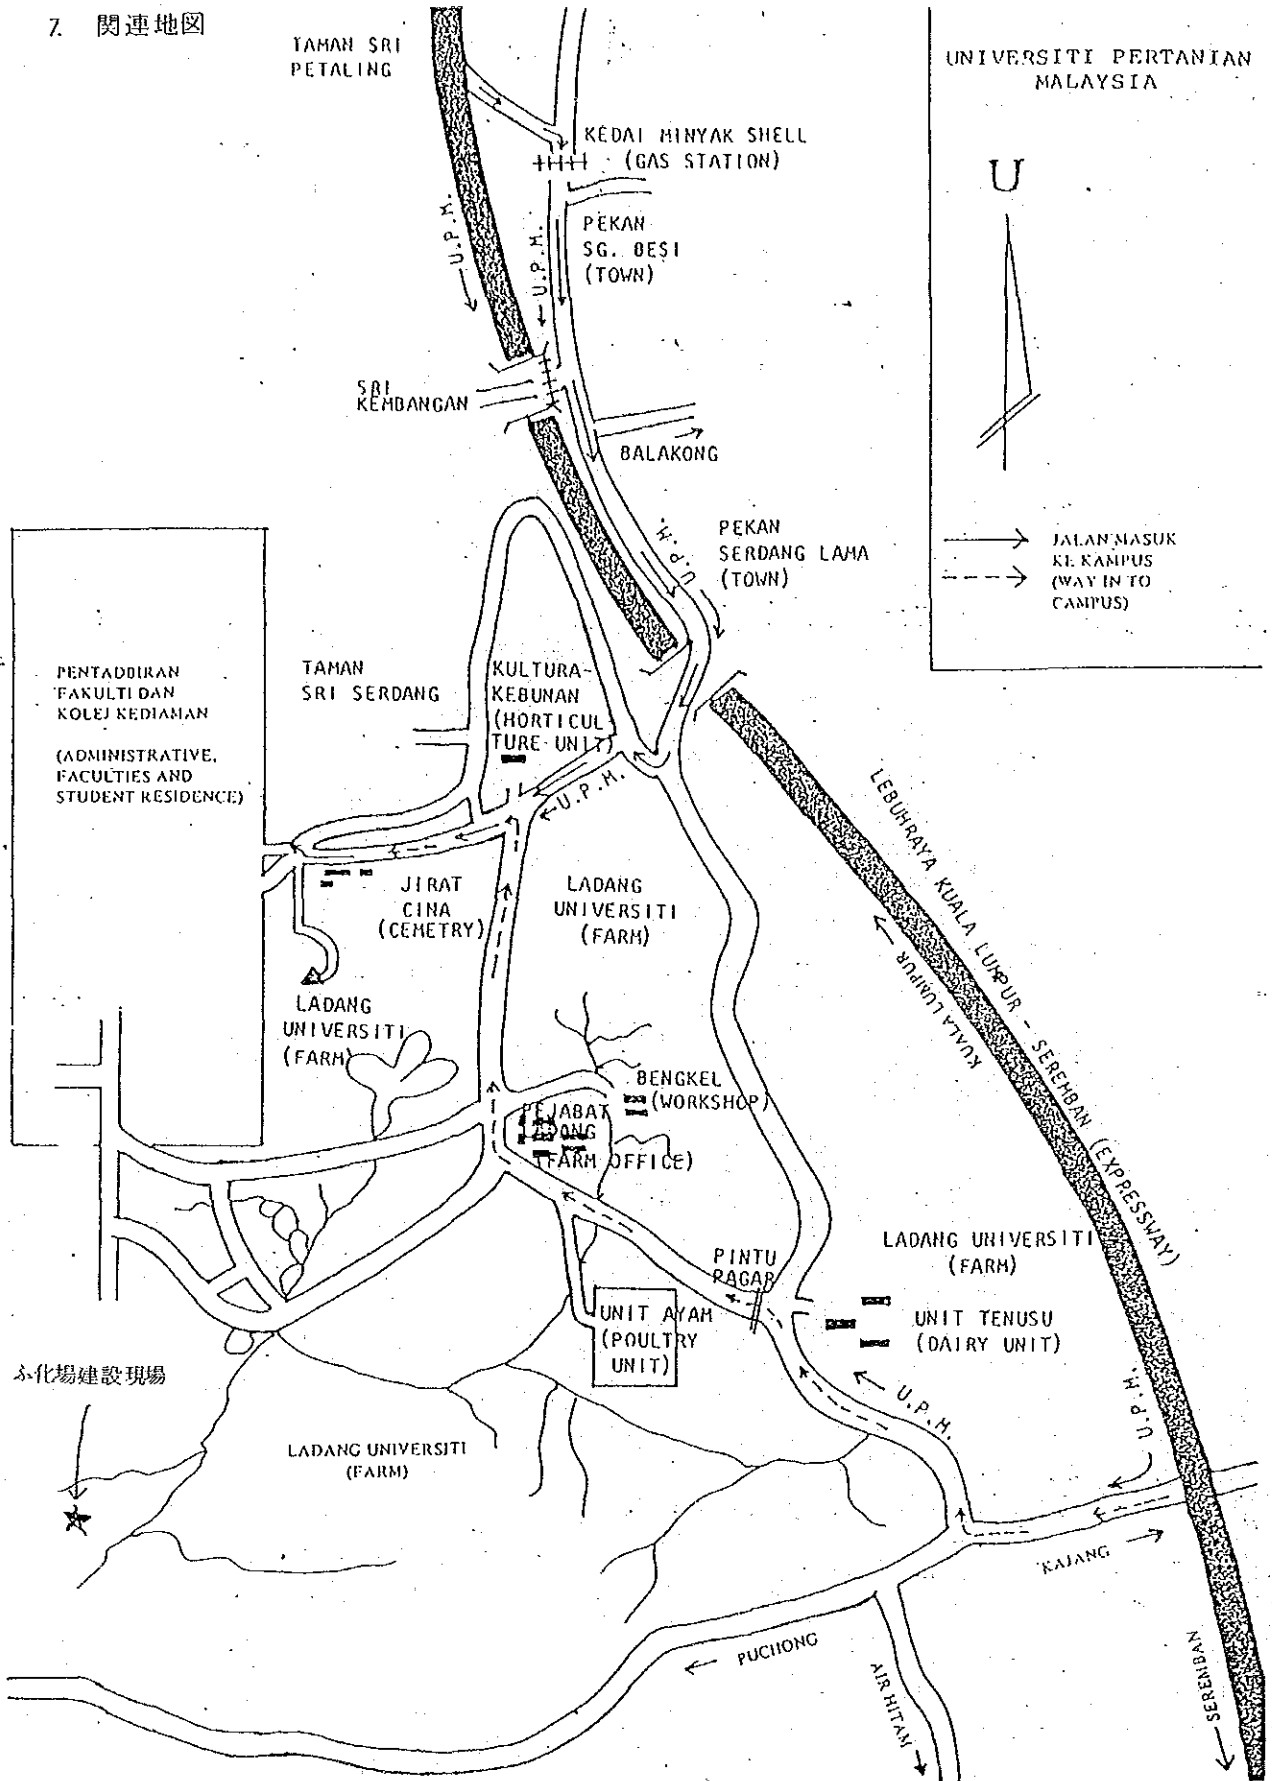 7. 関連地図
TAMAN SRI
PETALING
UNIVERSITI PERTANIAN
MALAYSIA
U
KEDAI MINYAK SHELL
(GAS STATION)
U.P.M.
U.P.M.
PEKAN
SG. BESI
(TOWN)
SRI
KEMBANGAN
BALAKONG
U.P.M.
PEKAN
SERDANG LAMA
(TOWN)
JALAN MASUK
KE KAMPUS
(WAY IN TO
CAMPUS)
PENTADBIRAN
FAKULTI DAN
KOLEJ KEDIAMAN
(ADMINISTRATIVE,
FACULTIES AND
STUDENT RESIDENCE)
TAMAN
SRI SERDANG
KULTURA-
KEBUNAN
(HORTICUL
TURE UNIT)
U.P.M.
LEBUHRAYA KUALA LUMPUR - SEREMBAN (EXPRESSWAY)
KUALA LUMPUR
JIRAT
CINA
(CEMETRY)
LADANG
UNIVERSITI
(FARM)
LADANG
UNIVERSITI
(FARM)
BENGKEL
(WORKSHOP)
PEJABAT
LADANG
(FARM OFFICE)
PINTU
PAGAR
LADANG UNIVERSITI
(FARM)
UNIT AYAM
(POULTRY
UNIT)
UNIT TENUSU
(DAIRY UNIT)
U.P.M.
U.P.M.
ふ化場建設現場
LADANG UNIVERSITI
(FARM)
KAJANG
PUCHONG
AIR HITAM
SEREMBAN